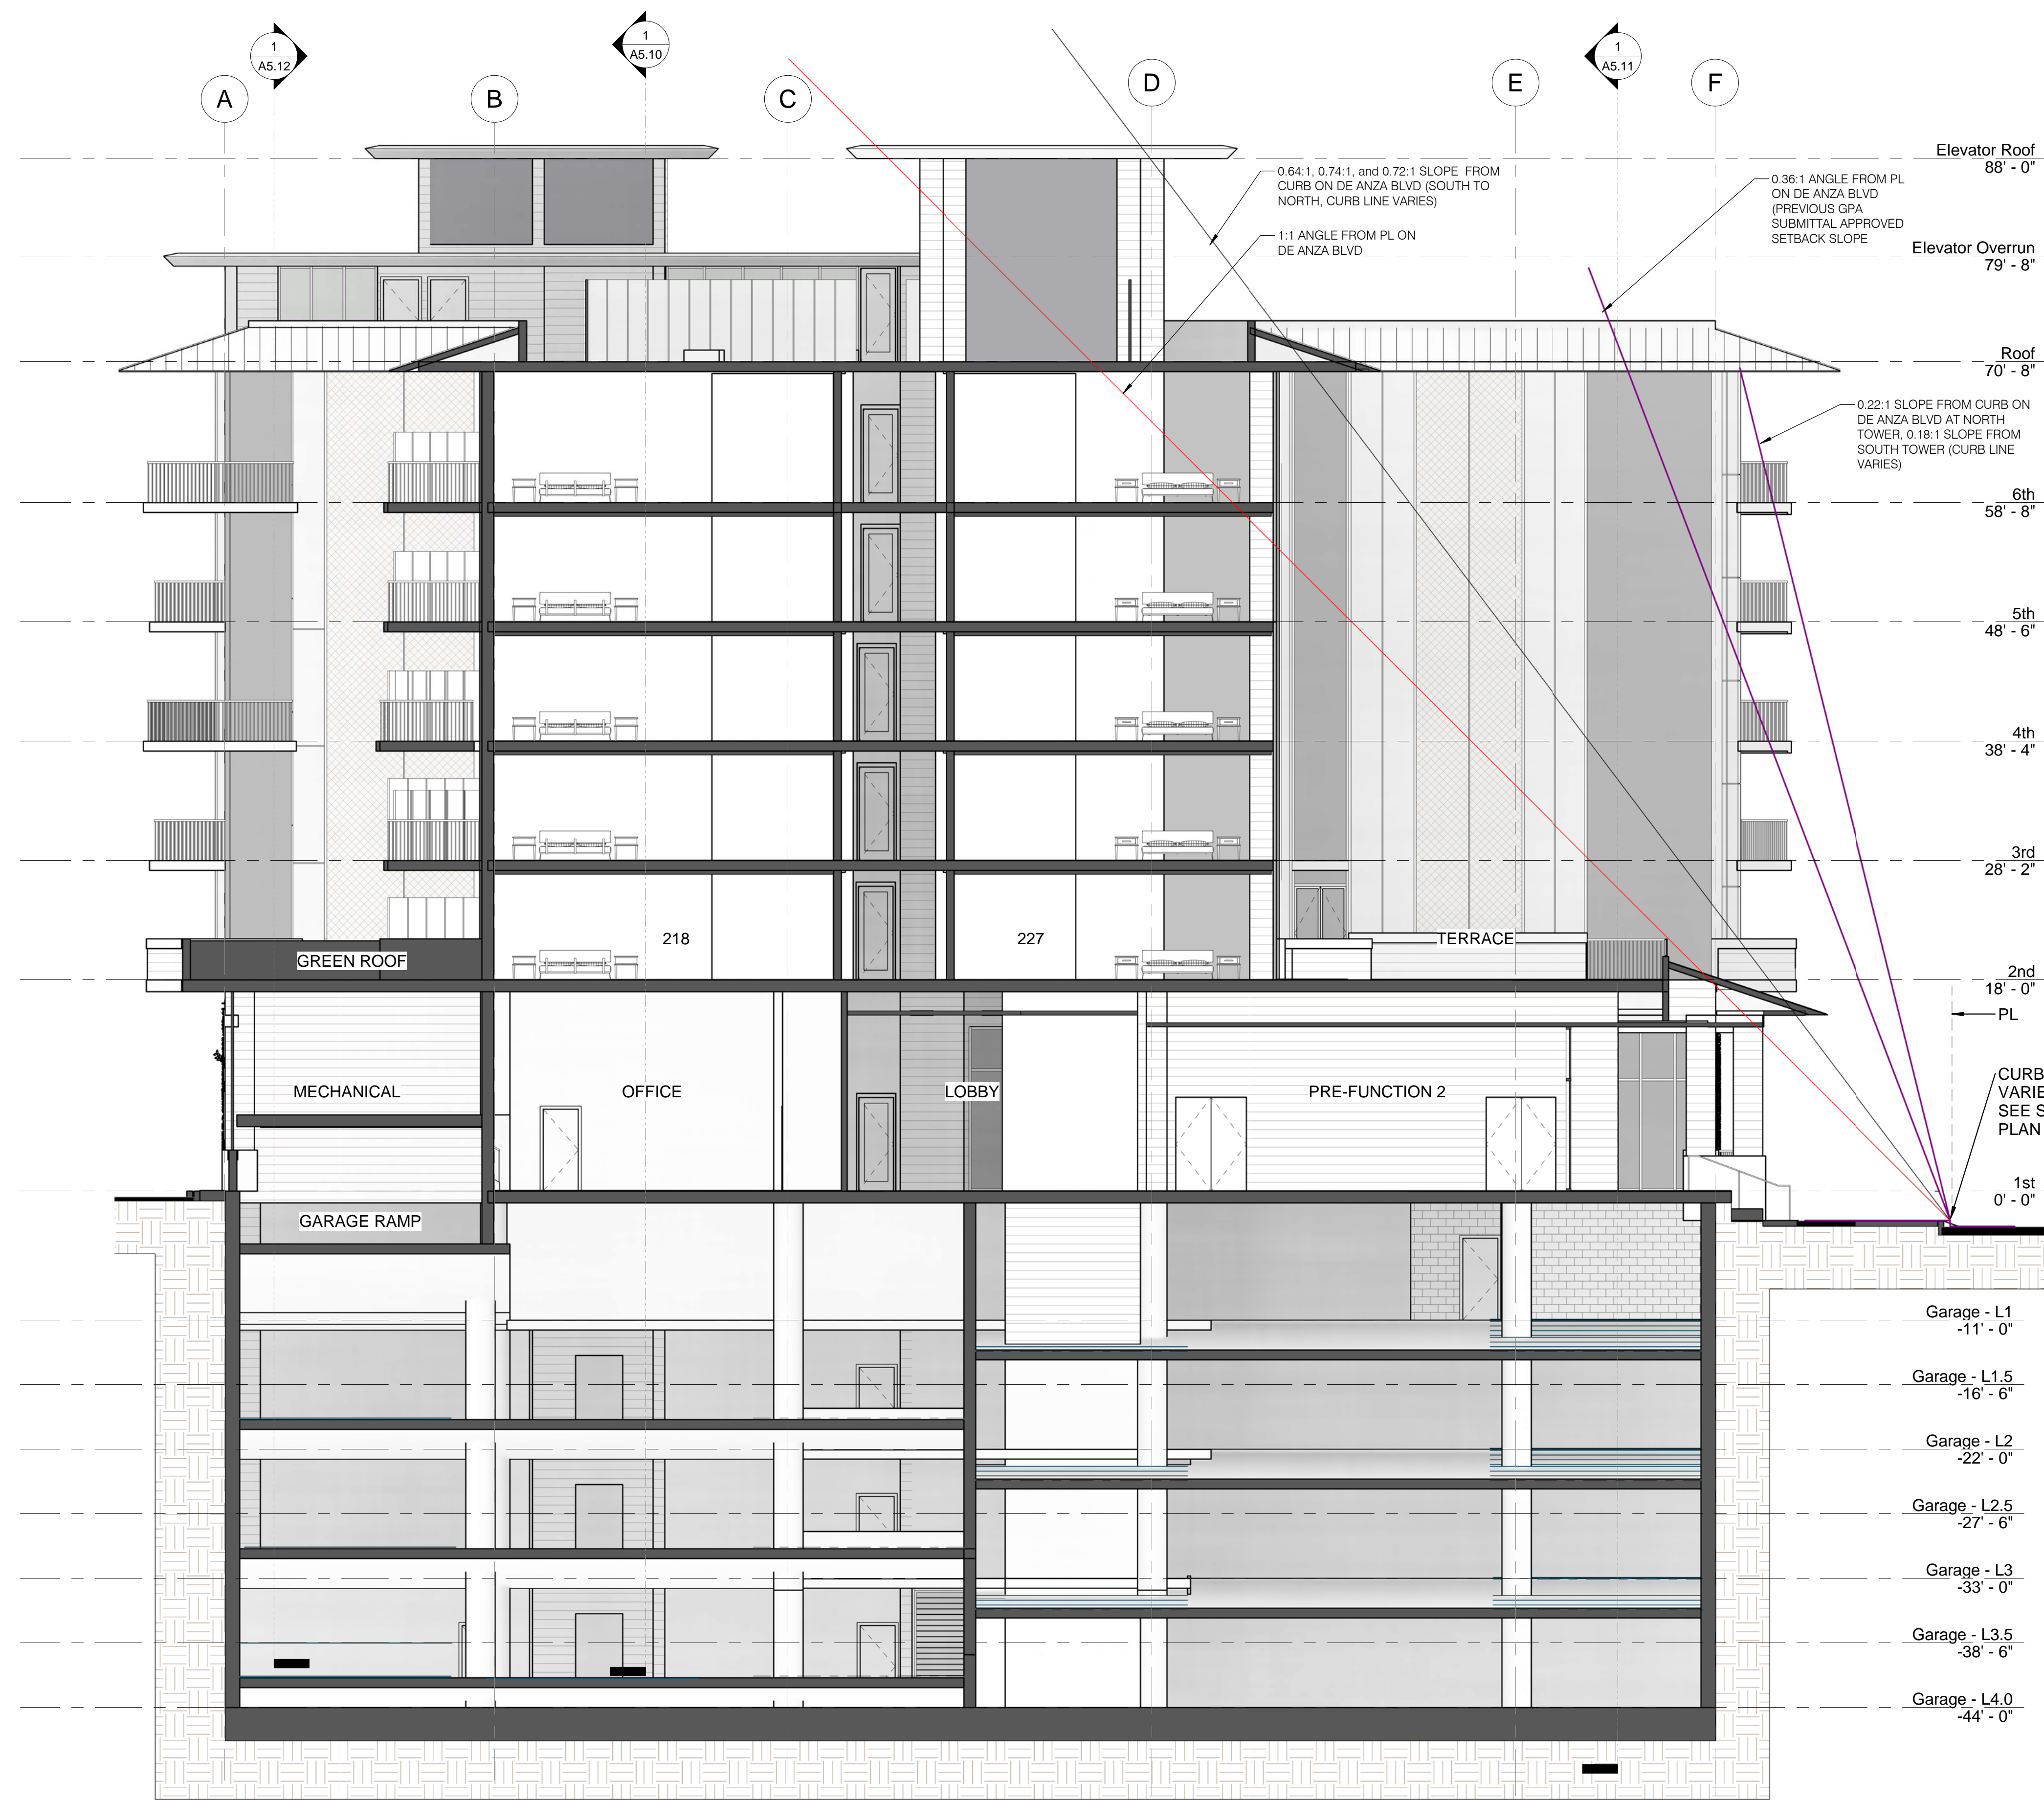 1
A5.12
1
A5.10
1
A5.11
A
B
C
D
E
F
0.64:1, 0.74:1, and 0.72:1 SLOPE FROM
CURB ON DE ANZA BLVD (SOUTH TO
NORTH, CURB LINE VARIES)
1:1 ANGLE FROM PL ON
DE ANZA BLVD
0.36:1 ANGLE FROM PL
ON DE ANZA BLVD
(PREVIOUS GPA
SUBMITTAL APPROVED
SETBACK SLOPE
0.22:1 SLOPE FROM CURB ON
DE ANZA BLVD AT NORTH
TOWER, 0.18:1 SLOPE FROM
SOUTH TOWER (CURB LINE
VARIES)
Elevator Roof
88' - 0"
Elevator Overrun
79' - 8"
Roof
70' - 8"
6th
58' - 8"
5th
48' - 6"
4th
38' - 4"
3rd
28' - 2"
2nd
18' - 0"
PL
CURB
VARIE
SEE S
PLAN
1st
0' - 0"
218
227
TERRACE
GREEN ROOF
MECHANICAL
OFFICE
LOBBY
PRE-FUNCTION 2
GARAGE RAMP
Garage - L1
-11' - 0"
Garage - L1.5
-16' - 6"
Garage - L2
-22' - 0"
Garage - L2.5
-27' - 6"
Garage - L3
-33' - 0"
Garage - L3.5
-38' - 6"
Garage - L4.0
-44' - 0"